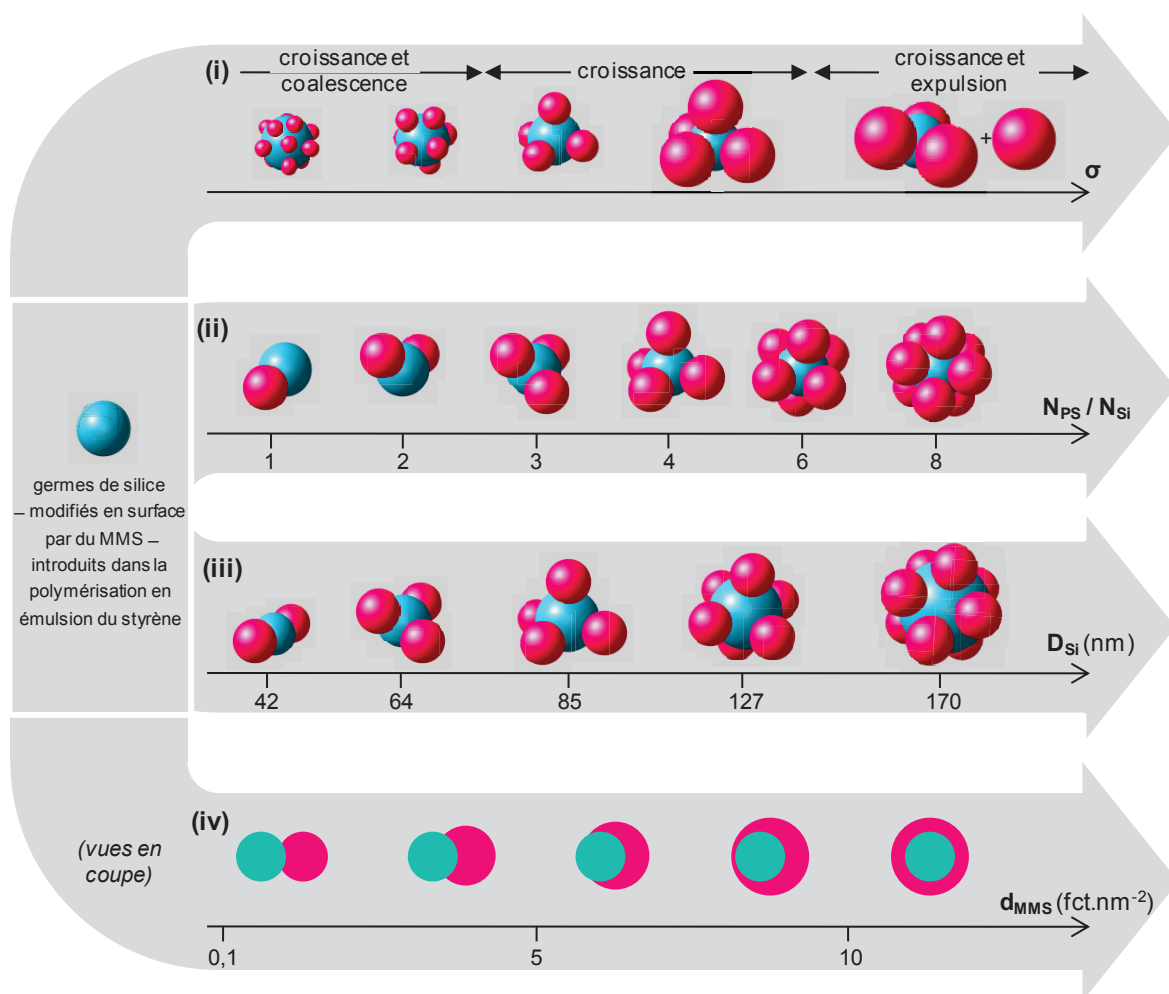 (i)
croissance et
coalescence
croissance
croissance et
expulsion
+
σ
(ii)
N_PS / N_Si
1 2 3 4 6 8
germes de silice
– modifiés en surface
par du MMS –
introduits dans la
polymérisation en
émulsion du styrène
(iii)
D_Si (nm)
42 64 85 127 170
(iv)
(vues en
coupe)
d_MMS (fct.nm⁻²)
0,1 5 10